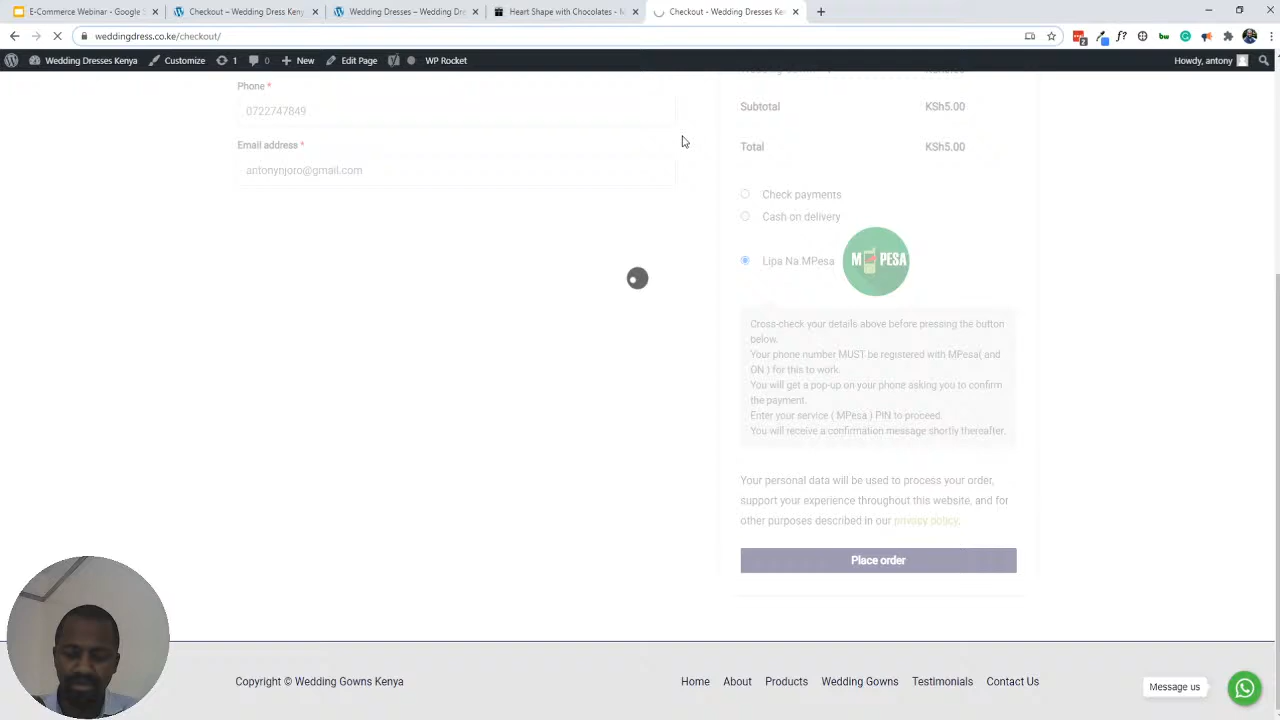 E-Commerce Webinar - Google S
Checkout – Wedding Dress Keny
Wedding Dresses – Wedding Dre
Heart Shape with Chocolates - M
Checkout - Wedding Dresses Ke
weddingdress.co.ke/checkout/
Wedding Dresses Kenya
Customize
1
0
New
Edit Page
WP Rocket
Howdy, antony
Phone *
0722747849
Email address *
antonynjoro@gmail.com
Subtotal KSh5.00
Total KSh5.00
Check payments
Cash on delivery
Lipa Na MPesa
M PESA
Cross-check your details above before pressing the button
below.
Your phone number MUST be registered with MPesa( and
ON ) for this to work.
You will get a pop-up on your phone asking you to confirm
the payment.
Enter your service ( MPesa ) PIN to proceed.
You will receive a confirmation message shortly thereafter.
Your personal data will be used to process your order,
support your experience throughout this website, and for
other purposes described in our privacy policy.
Place order
Copyright © Wedding Gowns Kenya
Home About Products Wedding Gowns Testimonials Contact Us
Message us